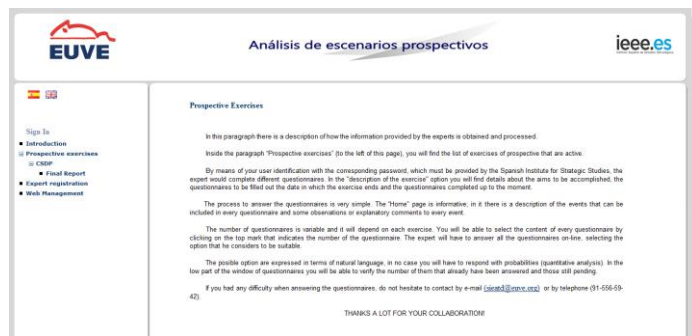 EUVE
Análisis de escenarios prospectivos
ieee.es
Sign In
Introduction
Prospective exercises
CSDP
Final Report
Expert registration
Web Management
Prospective Exercises
In this paragraph there is a description of how the information provided by the experts is obtained and processed.
Inside the paragraph "Prospective exercises" (to the left of this page), you will find the list of exercises of prospective that are active.
By means of your user identification with the corresponding password, which must be provided by the Spanish Institute for Strategic Studies, the
expert would complete different questionnaires. In the "description of the exercise" option you will find details about the aims to be accomplished, the
questionnaires to be filled out the date in which the exercise ends and the questionnaires completed up to the moment.
The process to answer the questionnaires is very simple. The "Home" page is informative; in it there is a description of the events that can be
included in every questionnaire and some observations or explanatory comments to every event.
The number of questionnaires is variable and it will depend on each exercise. You will be able to select the content of every questionnaire by
clicking on the top mark that indicates the number of the questionnaire. The expert will have to answer all the questionnaires on-line, selecting the
option that he considers to be suitable.
The posible option are expressed in terms of natural language, in no case you will have to respond with probabilities (quantitative analysis). In the
low part of the window of questionnaires you will be able to verify the number of them that already have been answered and those still pending.
If you had any difficulty when answering the questionnaires, do not hesitate to contact by e-mail (sieatd@euve.org) or by telephone (91-556-59-
42).
THANKS A LOT FOR YOUR COLLABORATION!